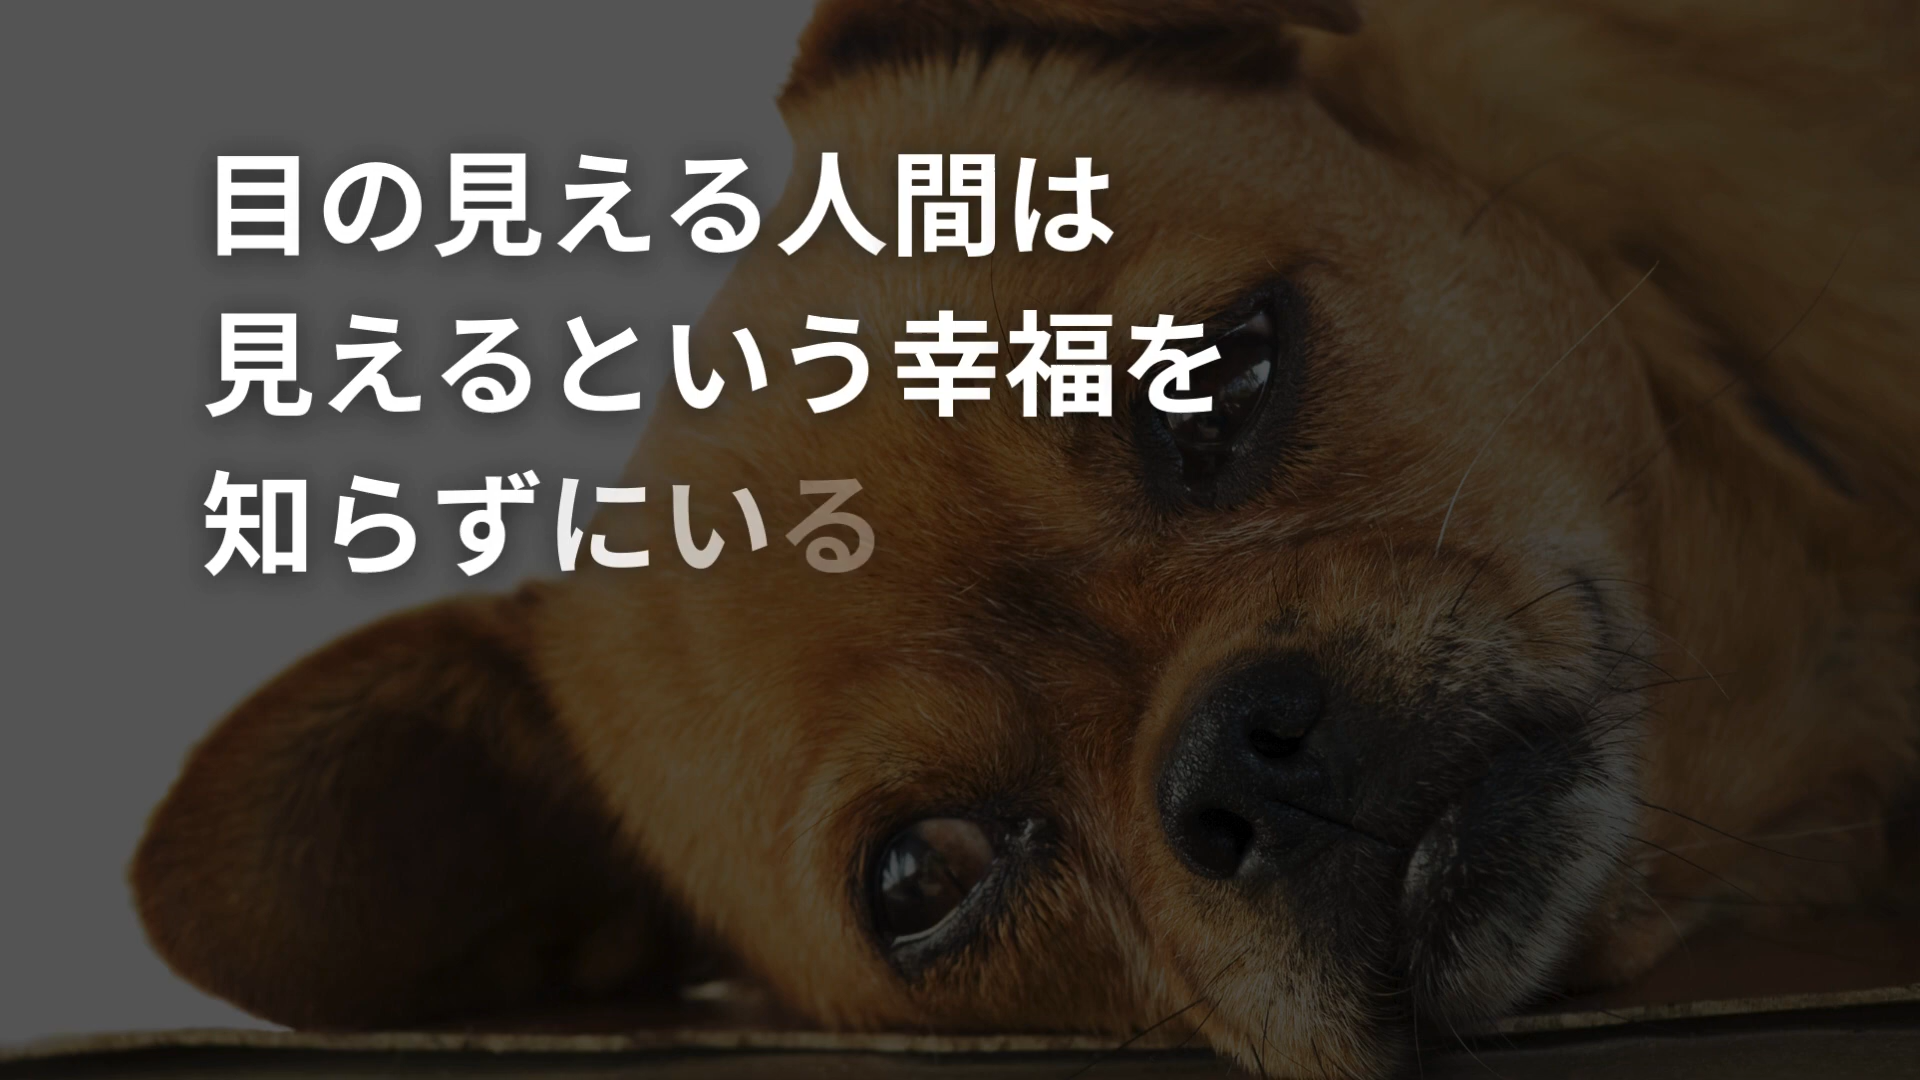 目の見える人間は
見えるという幸福を
知らずにいる